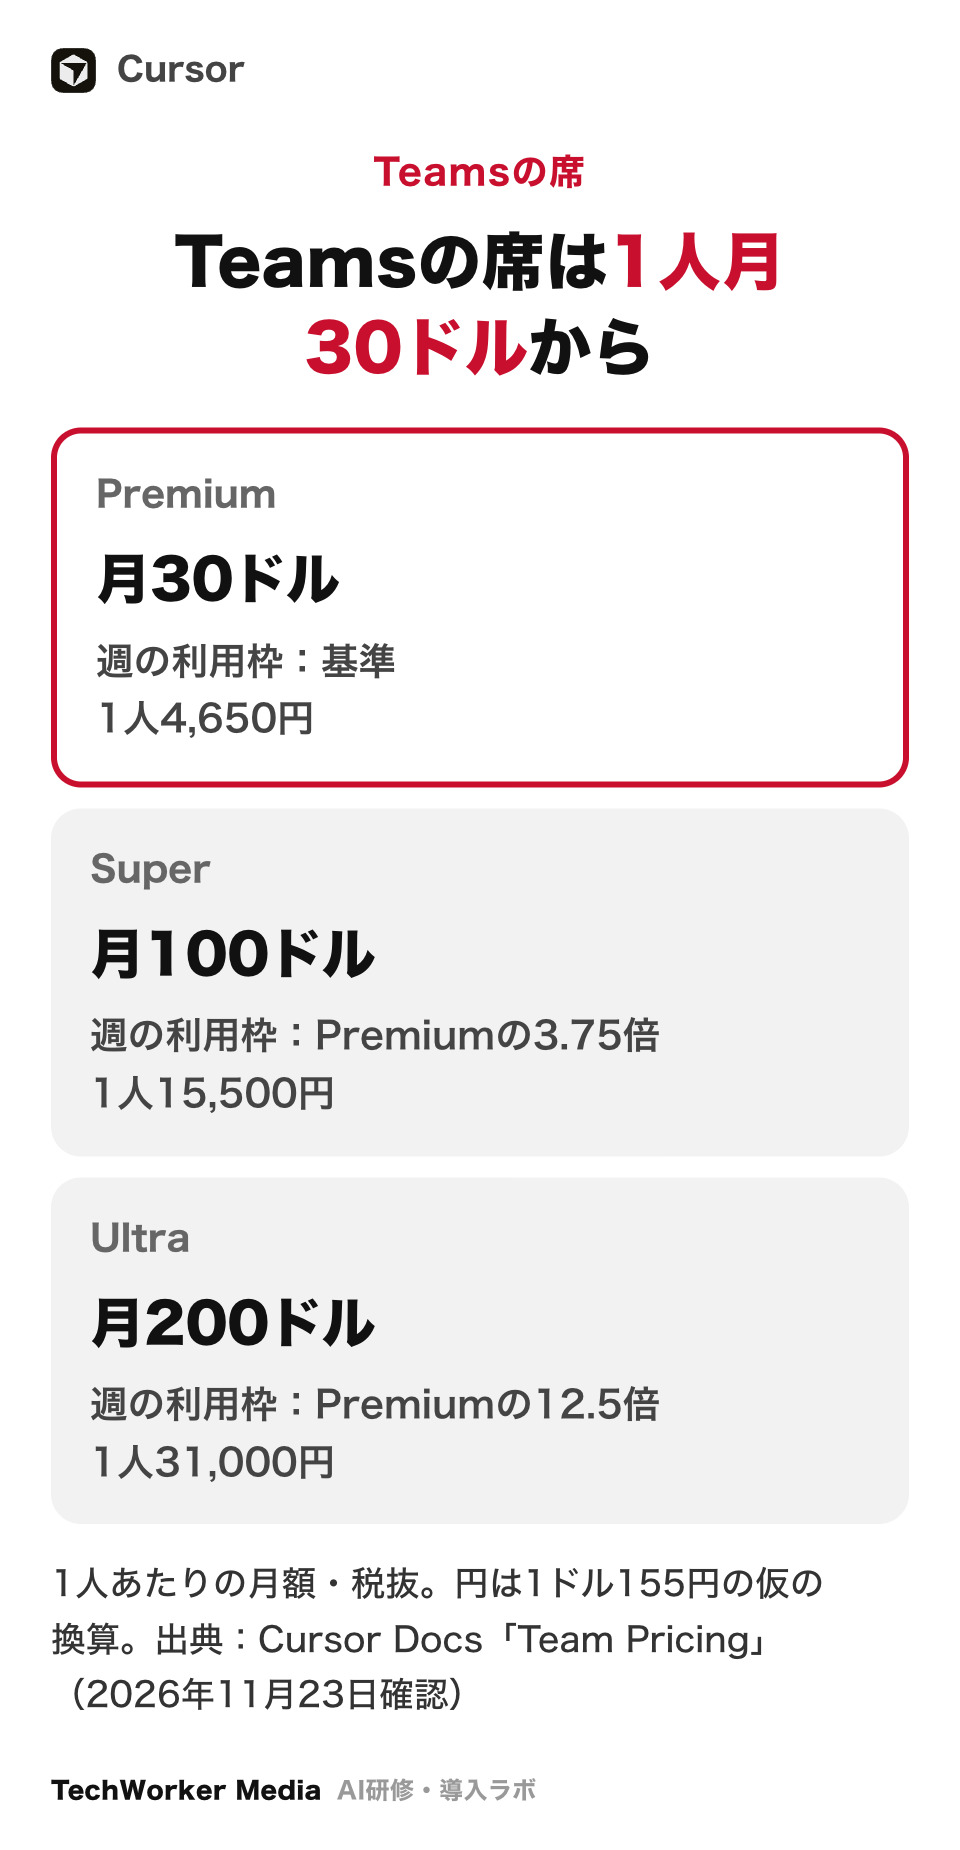 Cursor
Teamsの席
Teamsの席は1人月
30ドルから
Premium
月30ドル
週の利用枠：基準
1人4,650円
Super
月100ドル
週の利用枠：Premiumの3.75倍
1人15,500円
Ultra
月200ドル
週の利用枠：Premiumの12.5倍
1人31,000円
1人あたりの月額・税抜。円は1ドル155円の仮の
換算。出典：Cursor Docs「Team Pricing」
（2026年11月23日確認）
TechWorker Media AI研修・導入ラボ